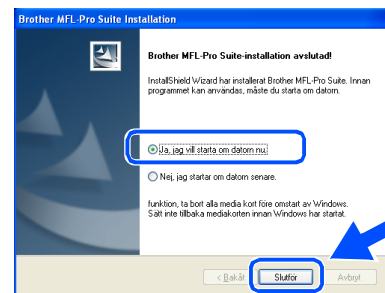 Brother MFL-Pro Suite Installation
Brother MFL-Pro Suite-installation avslutad!
InstallShield Wizard har installerat Brother MFL-Pro Suite. Innan
programmet kan användas, måste du starta om datorn.
Ja, jag vill starta om datorn nu.
Nej, jag startar om datorn senare.
funktion, ta bort alla media kort före omstart av Windows.
Sätt inte tillbaka mediakorten innan Windows har startat.
< Bakåt
Slutför
Avbryt